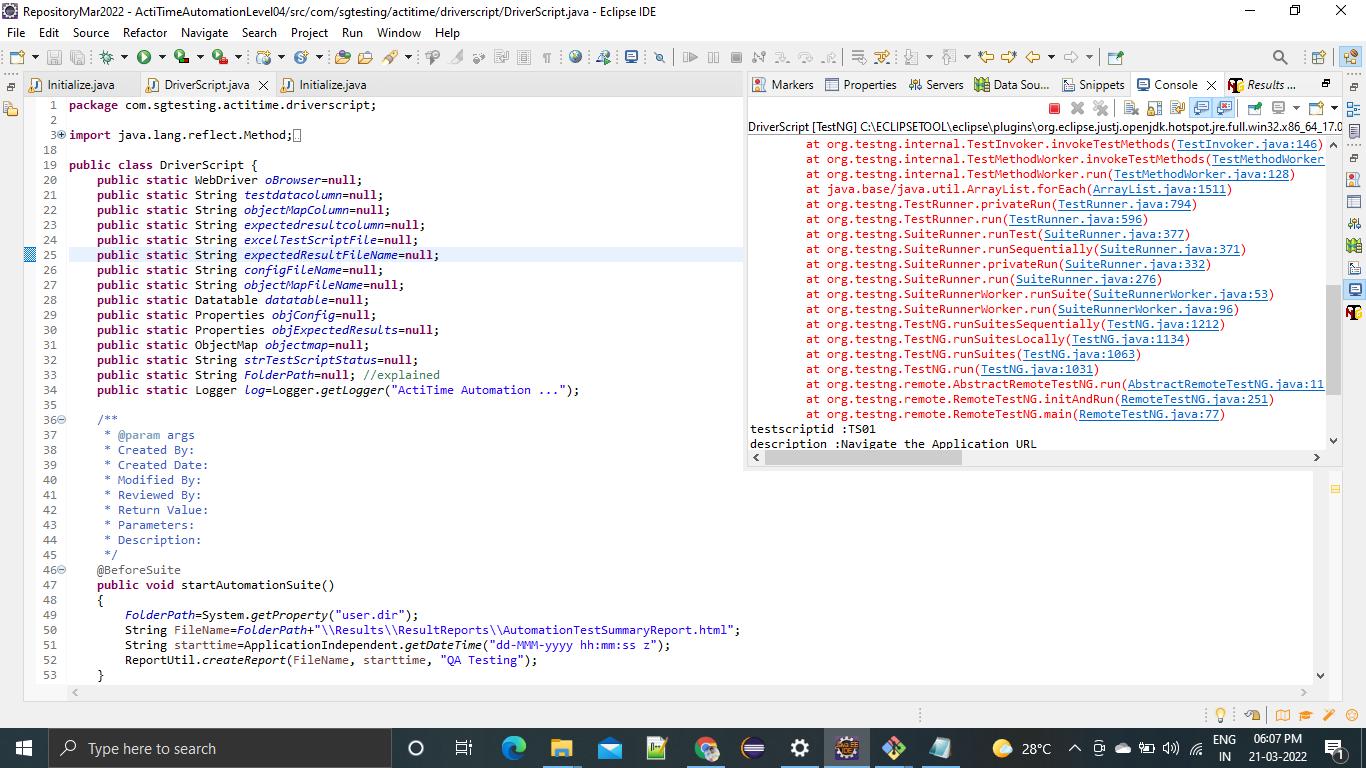 RepositoryMar2022 - ActiTimeAutomationLevel04/src/com/sgtesting/actitime/driverscript/DriverScript.java - Eclipse IDE
File Edit Source Refactor Navigate Search Project Run Window Help
Initialize.java DriverScript.java Initialize.java
1 package com.sgtesting.actitime.driverscript;
2
3 import java.lang.reflect.Method;
18
19 public class DriverScript {
20 public static WebDriver oBrowser=null;
21 public static String testdatacolumn=null;
22 public static String objectMapColumn=null;
23 public static String expectedresultcolumn=null;
24 public static String excelTestScriptFile=null;
25 public static String expectedResultFileName=null;
26 public static String configFileName=null;
27 public static String objectMapFileName=null;
28 public static Datatable datatable=null;
29 public static Properties objConfig=null;
30 public static Properties objExpectedResults=null;
31 public static ObjectMap objectmap=null;
32 public static String strTestScriptStatus=null;
33 public static String FolderPath=null; //explained
34 public static Logger log=Logger.getLogger("ActiTime Automation ...");
35
36 /**
37 * @param args
38 * Created By:
39 * Created Date:
40 * Modified By:
41 * Reviewed By:
42 * Return Value:
43 * Parameters:
44 * Description:
45 */
46 @BeforeSuite
47 public void startAutomationSuite()
48 {
49 FolderPath=System.getProperty("user.dir");
50 String FileName=FolderPath+"\\Results\\ResultReports\\AutomationTestSummaryReport.html";
51 String starttime=ApplicationIndependent.getDateTime("dd-MMM-yyyy hh:mm:ss z");
52 ReportUtil.createReport(FileName, starttime, "QA Testing");
53 }
Markers Properties Servers Data Sou... Snippets Console Results ...
DriverScript [TestNG] C:\ECLIPSETOOL\eclipse\plugins\org.eclipse.justj.openjdk.hotspot.jre.full.win32.x86_64_17.0
at org.testng.internal.TestInvoker.invokeTestMethods(TestInvoker.java:146)
at org.testng.internal.TestMethodWorker.invokeTestMethods(TestMethodWorker
at org.testng.internal.TestMethodWorker.run(TestMethodWorker.java:128)
at java.base/java.util.ArrayList.forEach(ArrayList.java:1511)
at org.testng.TestRunner.privateRun(TestRunner.java:794)
at org.testng.TestRunner.run(TestRunner.java:596)
at org.testng.SuiteRunner.runTest(SuiteRunner.java:377)
at org.testng.SuiteRunner.runSequentially(SuiteRunner.java:371)
at org.testng.SuiteRunner.privateRun(SuiteRunner.java:332)
at org.testng.SuiteRunner.run(SuiteRunner.java:276)
at org.testng.SuiteRunnerWorker.runSuite(SuiteRunnerWorker.java:53)
at org.testng.SuiteRunnerWorker.run(SuiteRunnerWorker.java:96)
at org.testng.TestNG.runSuitesSequentially(TestNG.java:1212)
at org.testng.TestNG.runSuitesLocally(TestNG.java:1134)
at org.testng.TestNG.runSuites(TestNG.java:1063)
at org.testng.TestNG.run(TestNG.java:1031)
at org.testng.remote.AbstractRemoteTestNG.run(AbstractRemoteTestNG.java:11
at org.testng.remote.RemoteTestNG.initAndRun(RemoteTestNG.java:251)
at org.testng.remote.RemoteTestNG.main(RemoteTestNG.java:77)
testscriptid :TS01
description :Navigate the Application URL
Type here to search
28°C
ENG
IN
06:07 PM
21-03-2022
1